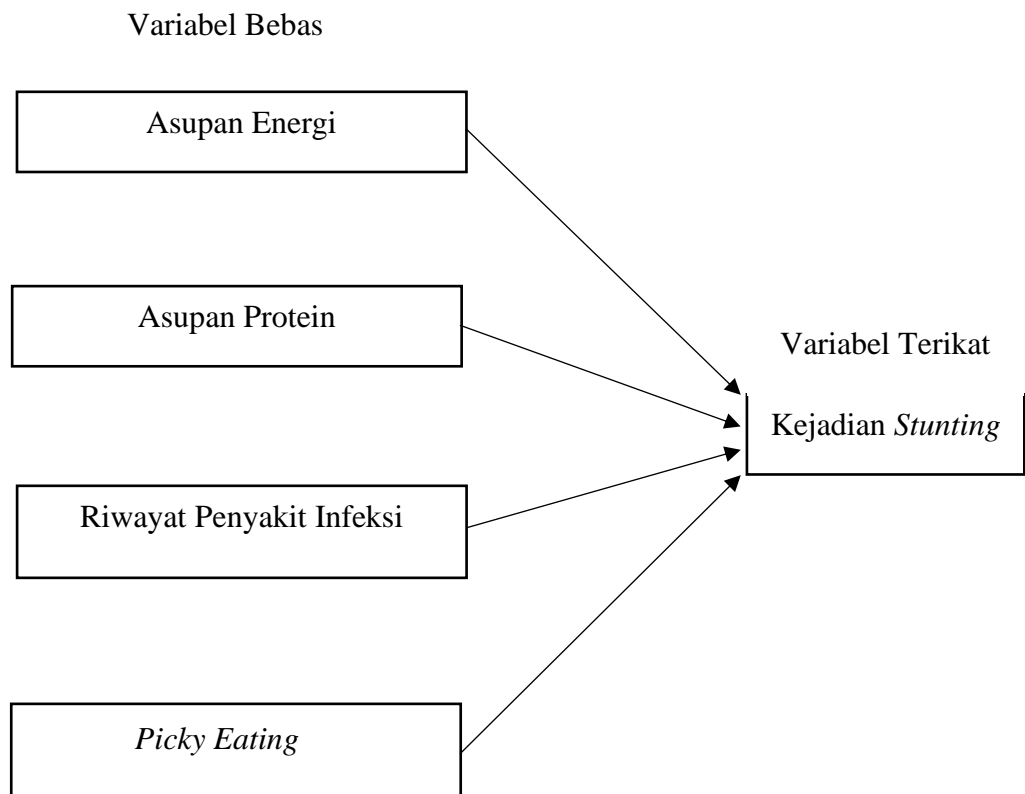 Variabel Bebas
Asupan Energi
Asupan Protein
Variabel Terikat
Kejadian Stunting
Riwayat Penyakit Infeksi
Picky Eating